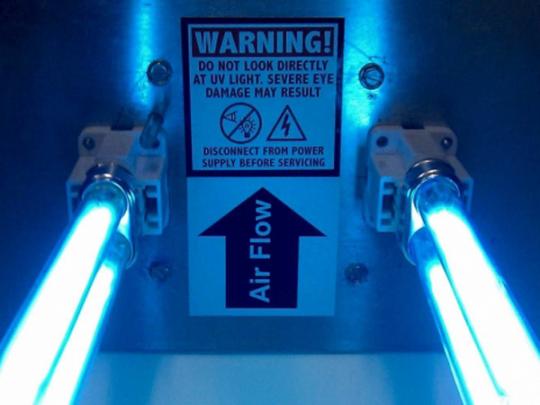 WARNING!
DO NOT LOOK DIRECTLY
AT UV LIGHT. SEVERE EYE
DAMAGE MAY RESULT
DISCONNECT FROM POWER
SUPPLY BEFORE SERVICING
Air Flow